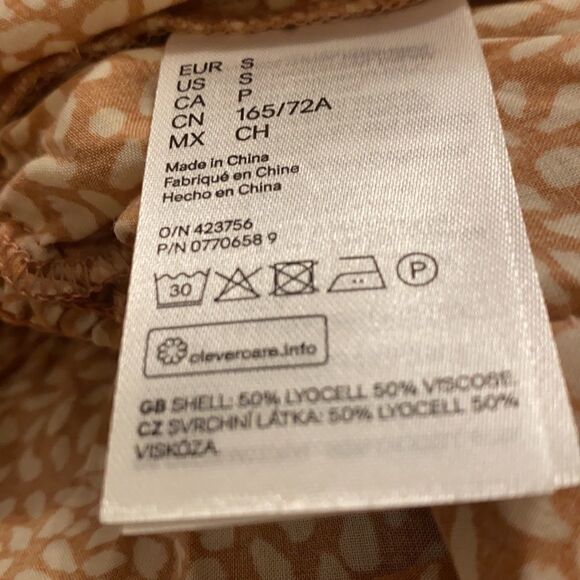 EUR S
US S
CA P
CN 165/72A
MX CH
Made in China
Fabriqué en Chine
Hecho en China
O/N 423756
P/N 0770658 9
30 P
clevercare.info
GB SHELL: 50% LYOCELL 50% VISCOSE
CZ SVRCHNÍ LÁTKA: 50% LYOCELL 50%
VISKÓZA